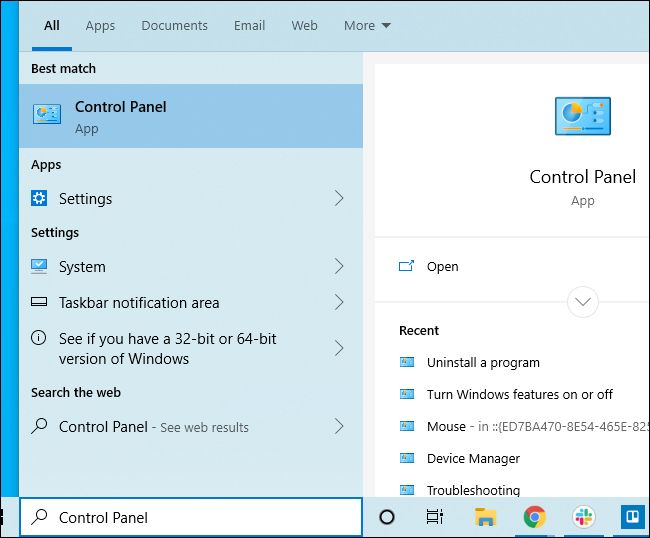 All Apps Documents Email Web More
Best match
Control Panel
App
Apps
Settings
Settings
System
Taskbar notification area
See if you have a 32-bit or 64-bit
version of Windows
Search the web
Control Panel - See web results
Control Panel
App
Open
Recent
Uninstall a program
Turn Windows features on or off
Mouse - in ::{ED7BA470-8E54-465E-825
Device Manager
Troubleshooting
Control Panel